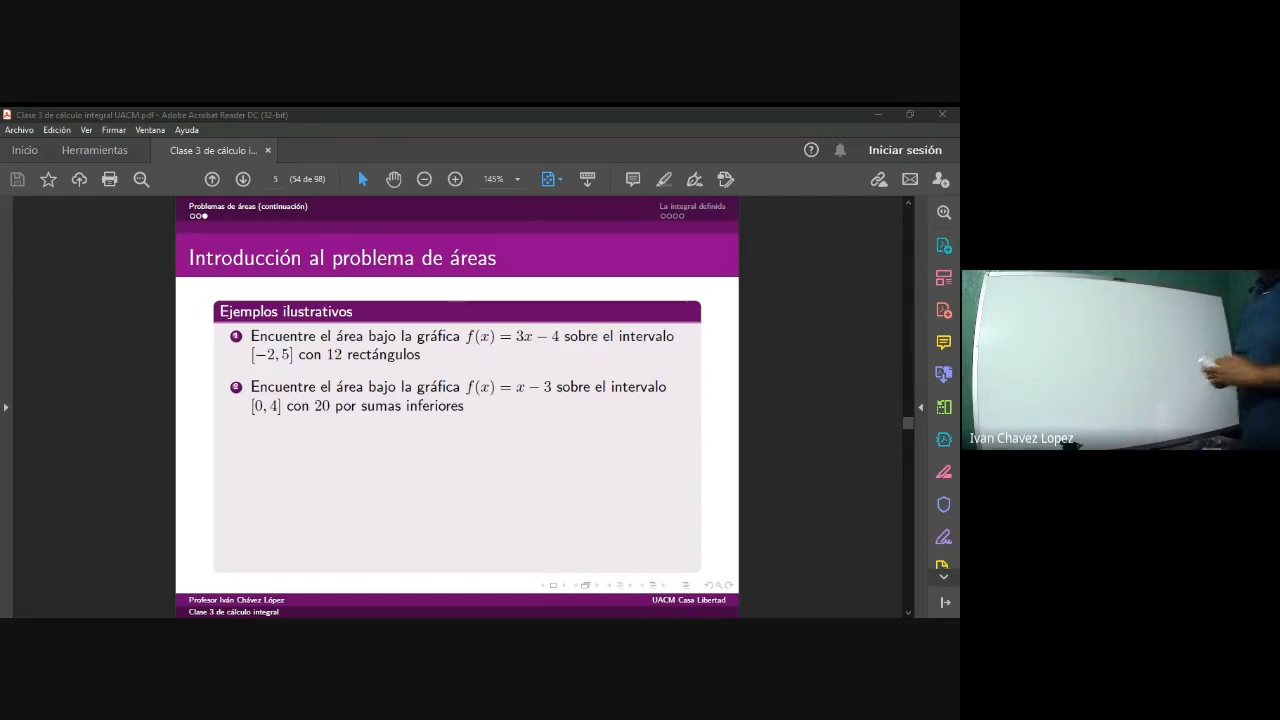 Clase 3 de cálculo integral UACM.pdf - Adobe Acrobat Reader DC (32-bit)
Archivo Edición Ver Firmar Ventana Ayuda
Inicio Herramientas Clase 3 de cálculo i... × Iniciar sesión
5 (54 de 98) 145%
Problemas de áreas (continuación) La integral definida
Introducción al problema de áreas
Ejemplos ilustrativos
1 Encuentre el área bajo la gráfica f(x) = 3x − 4 sobre el intervalo
[−2, 5] con 12 rectángulos
2 Encuentre el área bajo la gráfica f(x) = x − 3 sobre el intervalo
[0, 4] con 20 por sumas inferiores
Profesor Iván Chávez López UACM Casa Libertad
Clase 3 de cálculo integral
Ivan Chavez Lopez